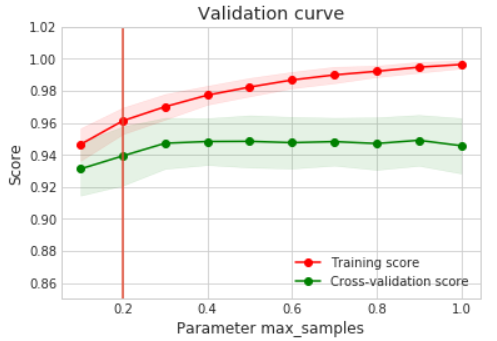 Validation curve
1.02
1.00
0.98
0.96
0.94
0.92
0.90
0.88
0.86
Score
0.2
0.4
0.6
0.8
1.0
Parameter max_samples
Training score
Cross-validation score